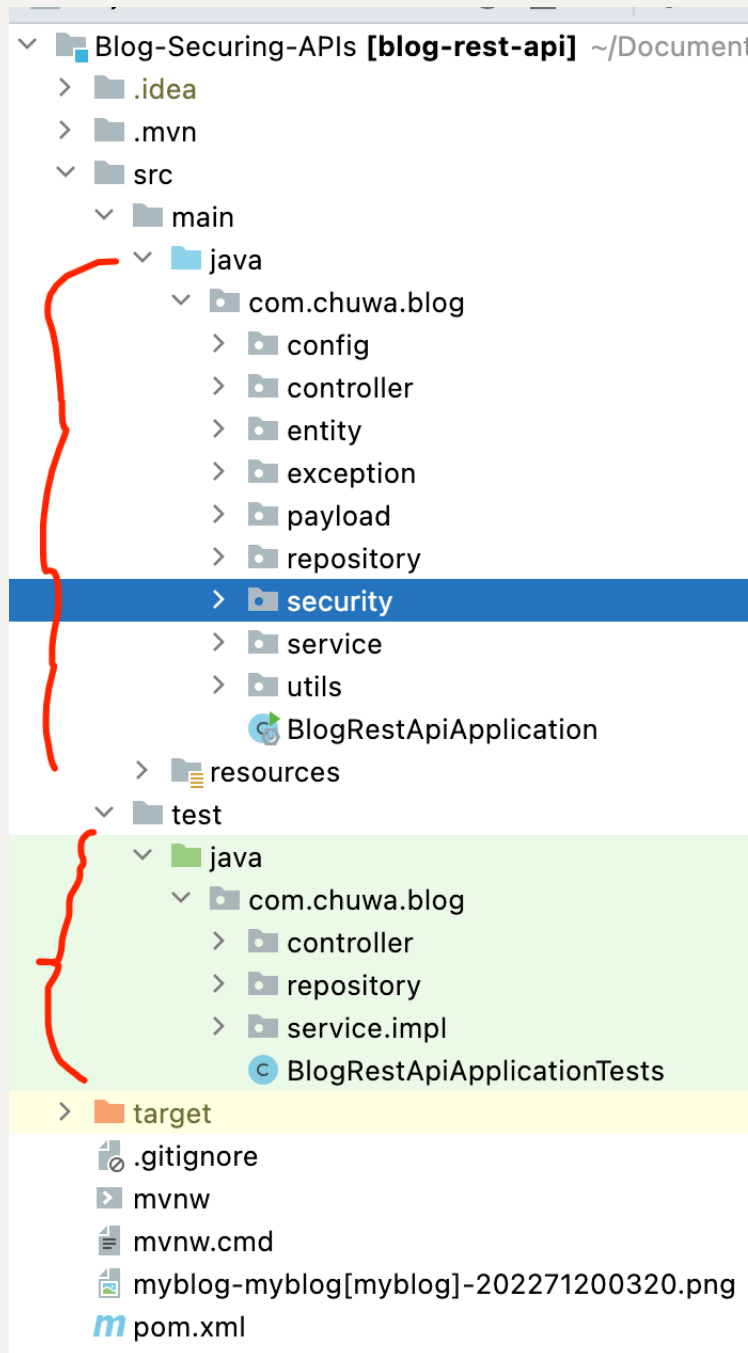 Blog-Securing-APIs [blog-rest-api] ~/Document
.idea
.mvn
src
main
java
com.chuwa.blog
config
controller
entity
exception
payload
repository
security
service
utils
BlogRestApiApplication
resources
test
java
com.chuwa.blog
controller
repository
service.impl
BlogRestApiApplicationTests
target
.gitignore
mvnw
mvnw.cmd
myblog-myblog[myblog]-202271200320.png
pom.xml